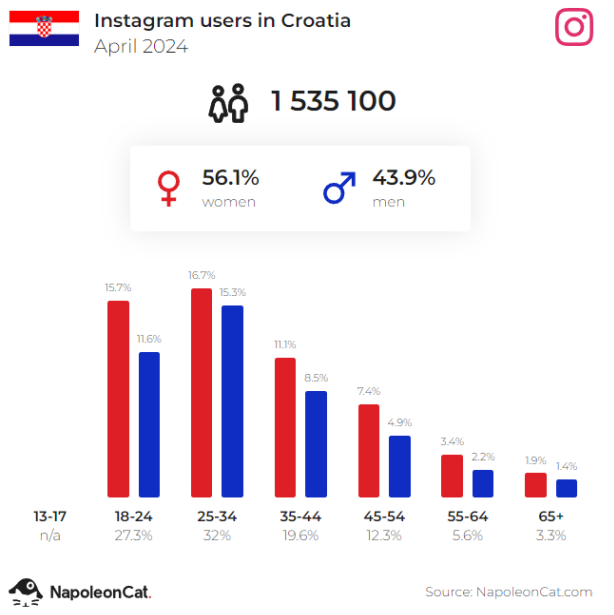 Instagram users in Croatia
April 2024
1 535 100
56.1% 43.9%
women men
15.7% 11.6% 16.7% 15.3% 11.1% 8.5% 7.4% 4.9% 3.4% 2.2% 1.9% 1.4%
13-17 18-24 25-34 35-44 45-54 55-64 65+
n/a 27.3% 32% 19.6% 12.3% 5.6% 3.3%
NapoleonCat. Source: NapoleonCat.com